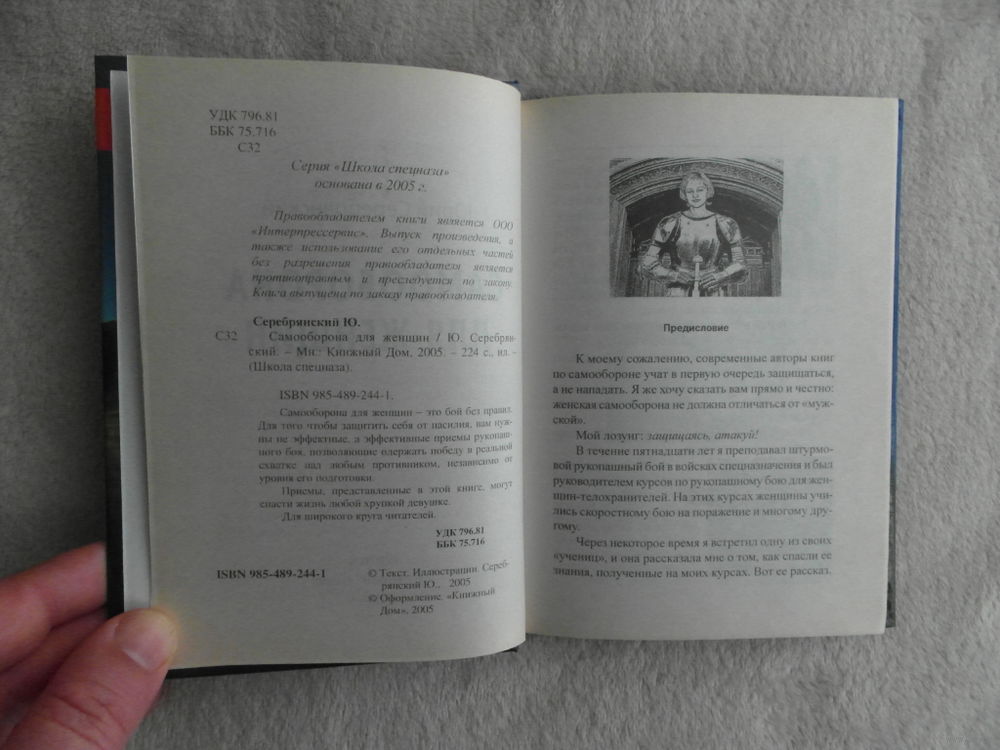 УДК 796.81
ББК 75.716
С32
Серия «Школа спецназа»
основана в 2005 г.
Правообладателем книги является ООО
«Интерпрессервис». Выпуск произведения, а
также использование его отдельных частей
без разрешения правообладателя является
противоправным и преследуется по закону.
Книга выпущена по заказу правообладателя.
Серебрянский Ю.
С32 Самооборона для женщин / Ю. Серебрян-
ский. – Мн.: Книжный Дом, 2005. – 224 с., ил. –
(Школа спецназа).
ISBN 985-489-244-1.
Самооборона для женщин – это бой без правил.
Для того чтобы защитить себя от насилия, вам нуж-
ны не эффектные, а эффективные приемы рукопаш-
ного боя, позволяющие одержать победу в реальной
схватке над любым противником, независимо от
уровня его подготовки.
Приемы, представленные в этой книге, могут
спасти жизнь любой хрупкой девушке.
Для широкого круга читателей.
УДК 796.81
ББК 75.716
ISBN 985-489-244-1
© Текст. Иллюстрации. Сереб-
рянский Ю., 2005
© Оформление. «Книжный
Дом», 2005
Предисловие
К моему сожалению, современные авторы книг
по самообороне учат в первую очередь защищаться,
а не нападать. Я же хочу сказать вам прямо и честно:
женская самооборона не должна отличаться от «муж-
ской».
Мой лозунг: защищаясь, атакуй!
В течение пятнадцати лет я преподавал штурмо-
вой рукопашный бой в войсках спецназначения и был
руководителем курсов по рукопашному бою для жен-
щин-телохранителей. На этих курсах женщины учи-
лись скоростному бою на поражение и многому дру-
гому.
Через некоторое время я встретил одну из своих
«учениц», и она рассказала мне о том, как спасли ее
знания, полученные на моих курсах. Вот ее рассказ.